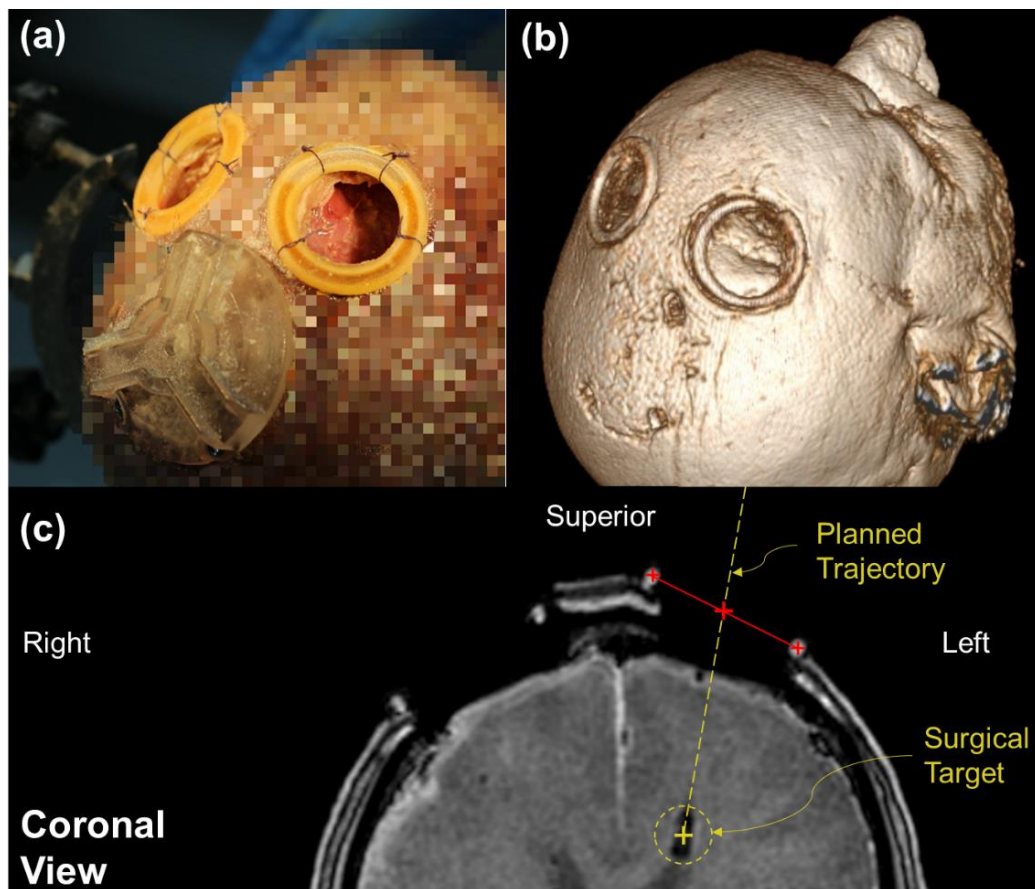 (a)
(b)
(c)
Superior
Planned
Trajectory
Right
Left
Surgical
Target
Coronal
View